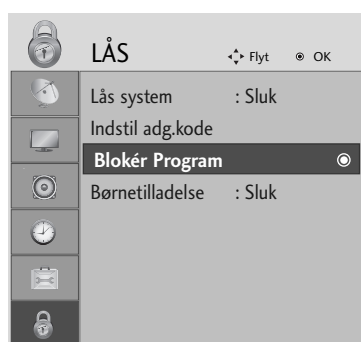 LÅS Flyt OK
Lås system : Sluk
Indstil adg.kode
Blokér Program
Børnetilladelse : Sluk